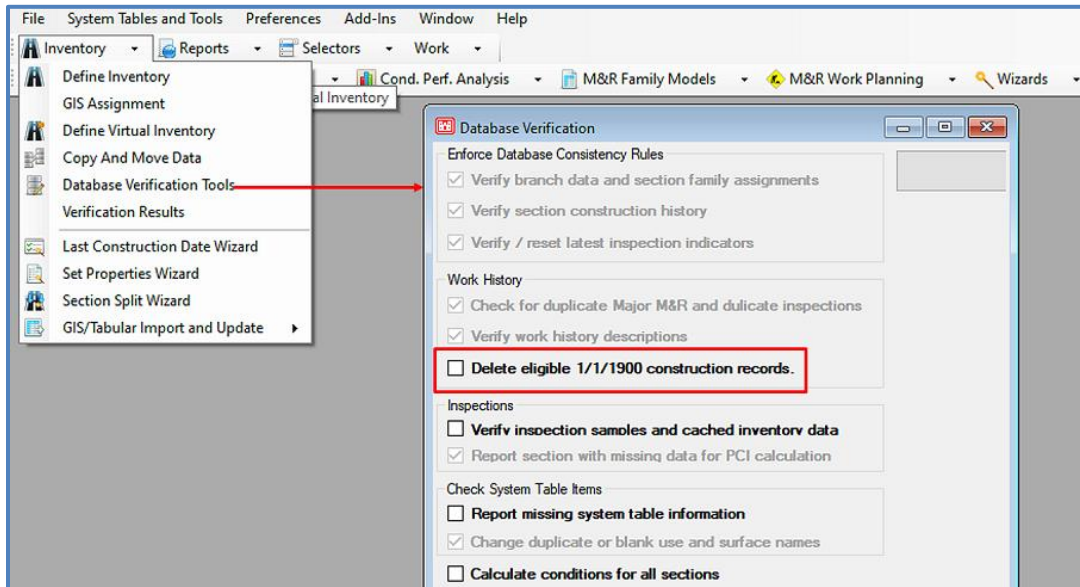 File System Tables and Tools Preferences Add-Ins Window Help
Inventory Reports Selectors Work
Cond. Perf. Analysis M&R Family Models M&R Work Planning Wizards
al Inventory
Define Inventory
GIS Assignment
Define Virtual Inventory
Copy And Move Data
Database Verification Tools
Verification Results
Last Construction Date Wizard
Set Properties Wizard
Section Split Wizard
GIS/Tabular Import and Update
Database Verification
Enforce Database Consistency Rules
Verify branch data and section family assignments
Verify section construction history
Verify / reset latest inspection indicators
Work History
Check for duplicate Major M&R and dulicate inspections
Verify work history descriptions
Delete eligible 1/1/1900 construction records.
Inspections
Verify inspection samples and cached inventory data
Report section with missing data for PCI calculation
Check System Table Items
Report missing system table information
Change duplicate or blank use and surface names
Calculate conditions for all sections